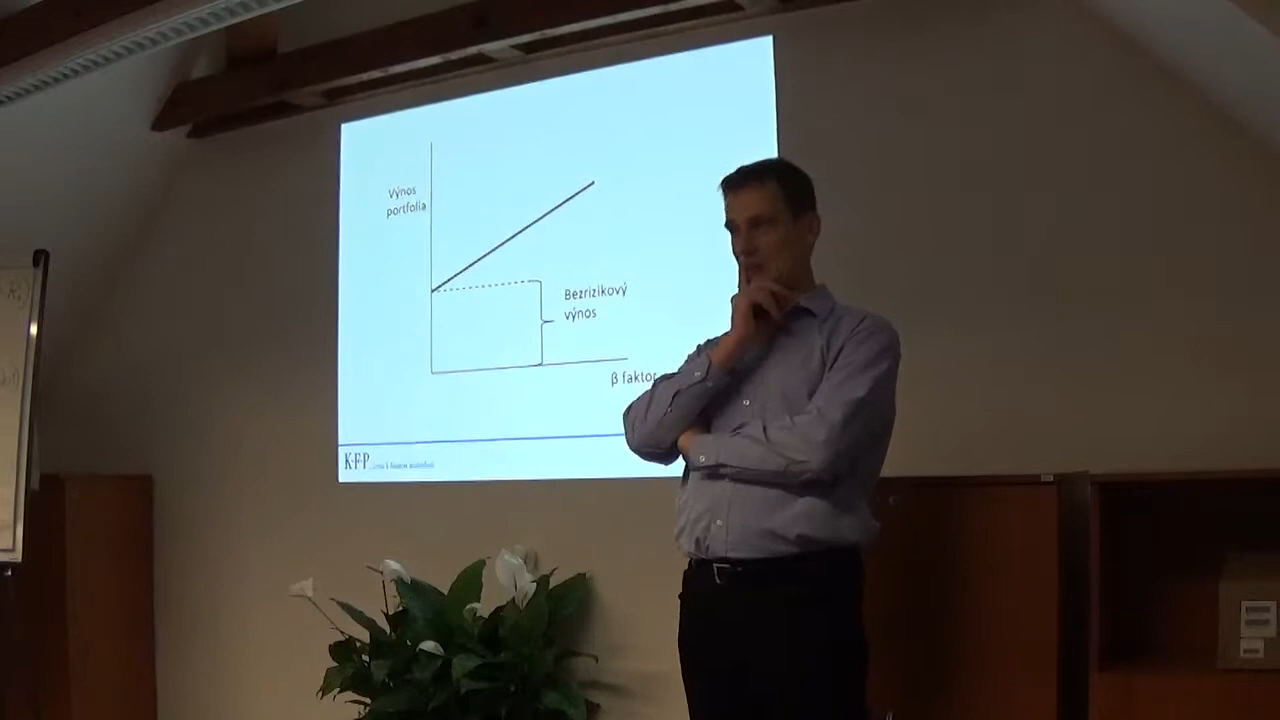 Výnos
portfolia
Bezrizikový
výnos
β faktor
K·F·P